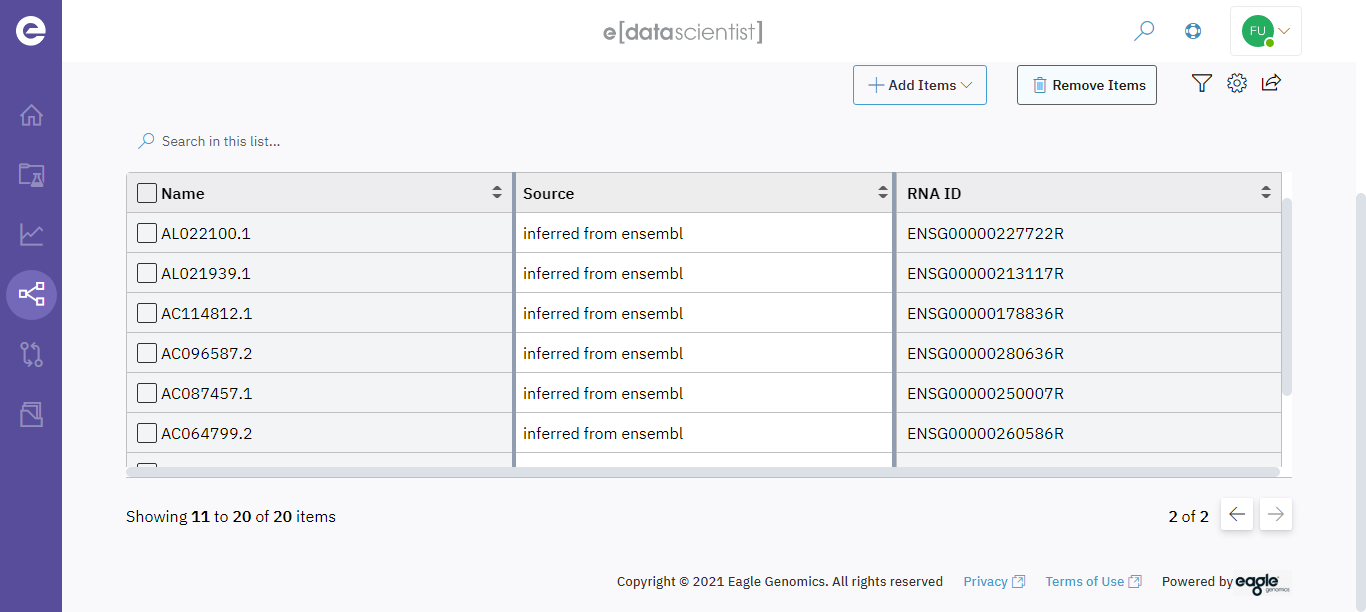 e[datascientist]
FU
Add Items
Remove Items
Search in this list...
Name Source RNA ID
AL022100.1 inferred from ensembl ENSG00000227722R
AL021939.1 inferred from ensembl ENSG00000213117R
AC114812.1 inferred from ensembl ENSG00000178836R
AC096587.2 inferred from ensembl ENSG00000280636R
AC087457.1 inferred from ensembl ENSG00000250007R
AC064799.2 inferred from ensembl ENSG00000260586R
Showing 11 to 20 of 20 items 2 of 2
Copyright © 2021 Eagle Genomics. All rights reserved Privacy Terms of Use Powered by eagle genomics